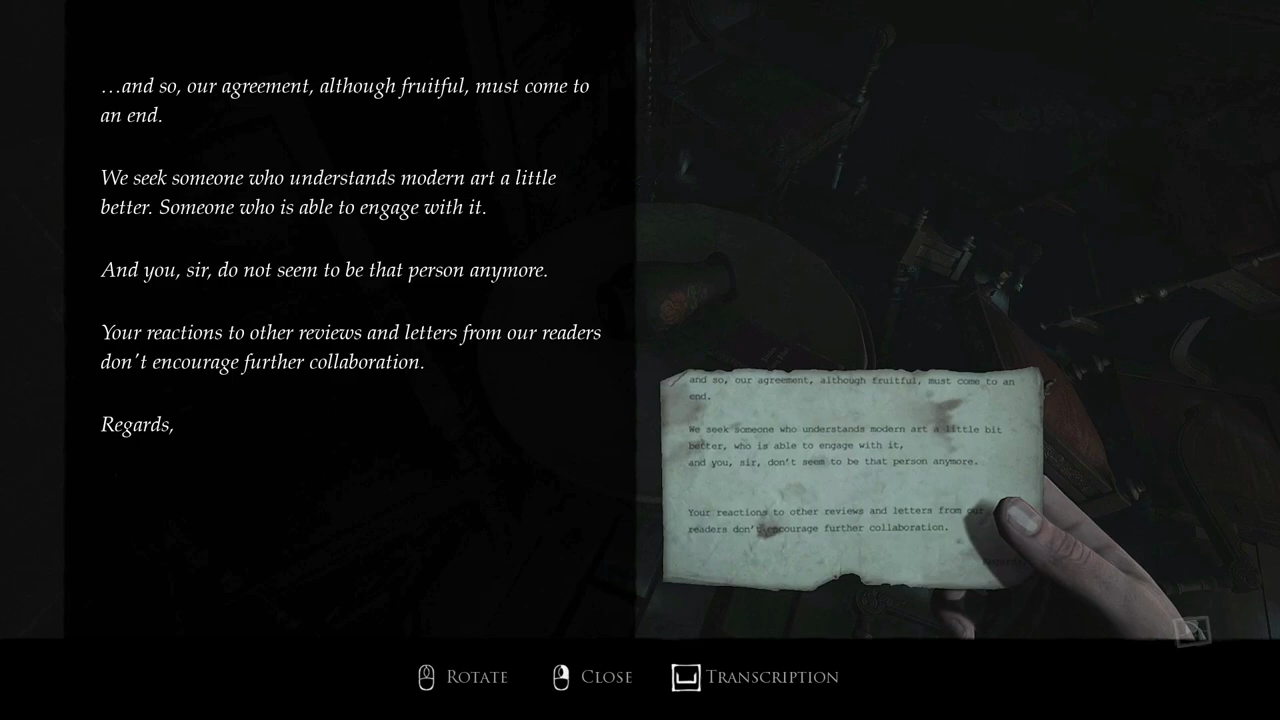 …and so, our agreement, although fruitful, must come to
an end.
We seek someone who understands modern art a little
better. Someone who is able to engage with it.
And you, sir, do not seem to be that person anymore.
Your reactions to other reviews and letters from our readers
don't encourage further collaboration.
Regards,
and so, our agreement, although fruitful, must come to an
end.
We seek someone who understands modern art a little bit
better, who is able to engage with it,
and you, sir, don't seem to be that person anymore.
Your reactions to other reviews and letters from our
readers don't encourage further collaboration.
ROTATE
CLOSE
TRANSCRIPTION